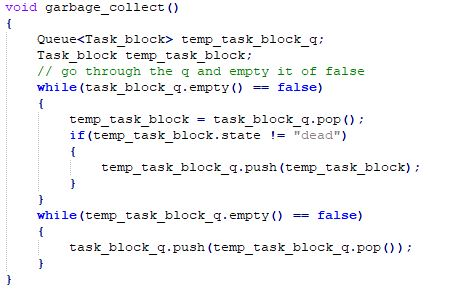 void garbage_collect()
{
    Queue<Task_block> temp_task_block_q;
    Task_block temp_task_block;
    // go through the q and empty it of false
    while(task_block_q.empty() == false)
    {
        temp_task_block = task_block_q.pop();
        if(temp_task_block.state != "dead")
        {
            temp_task_block_q.push(temp_task_block);
        }
    }
    while(temp_task_block_q.empty() == false)
    {
        task_block_q.push(temp_task_block_q.pop());
    }
}